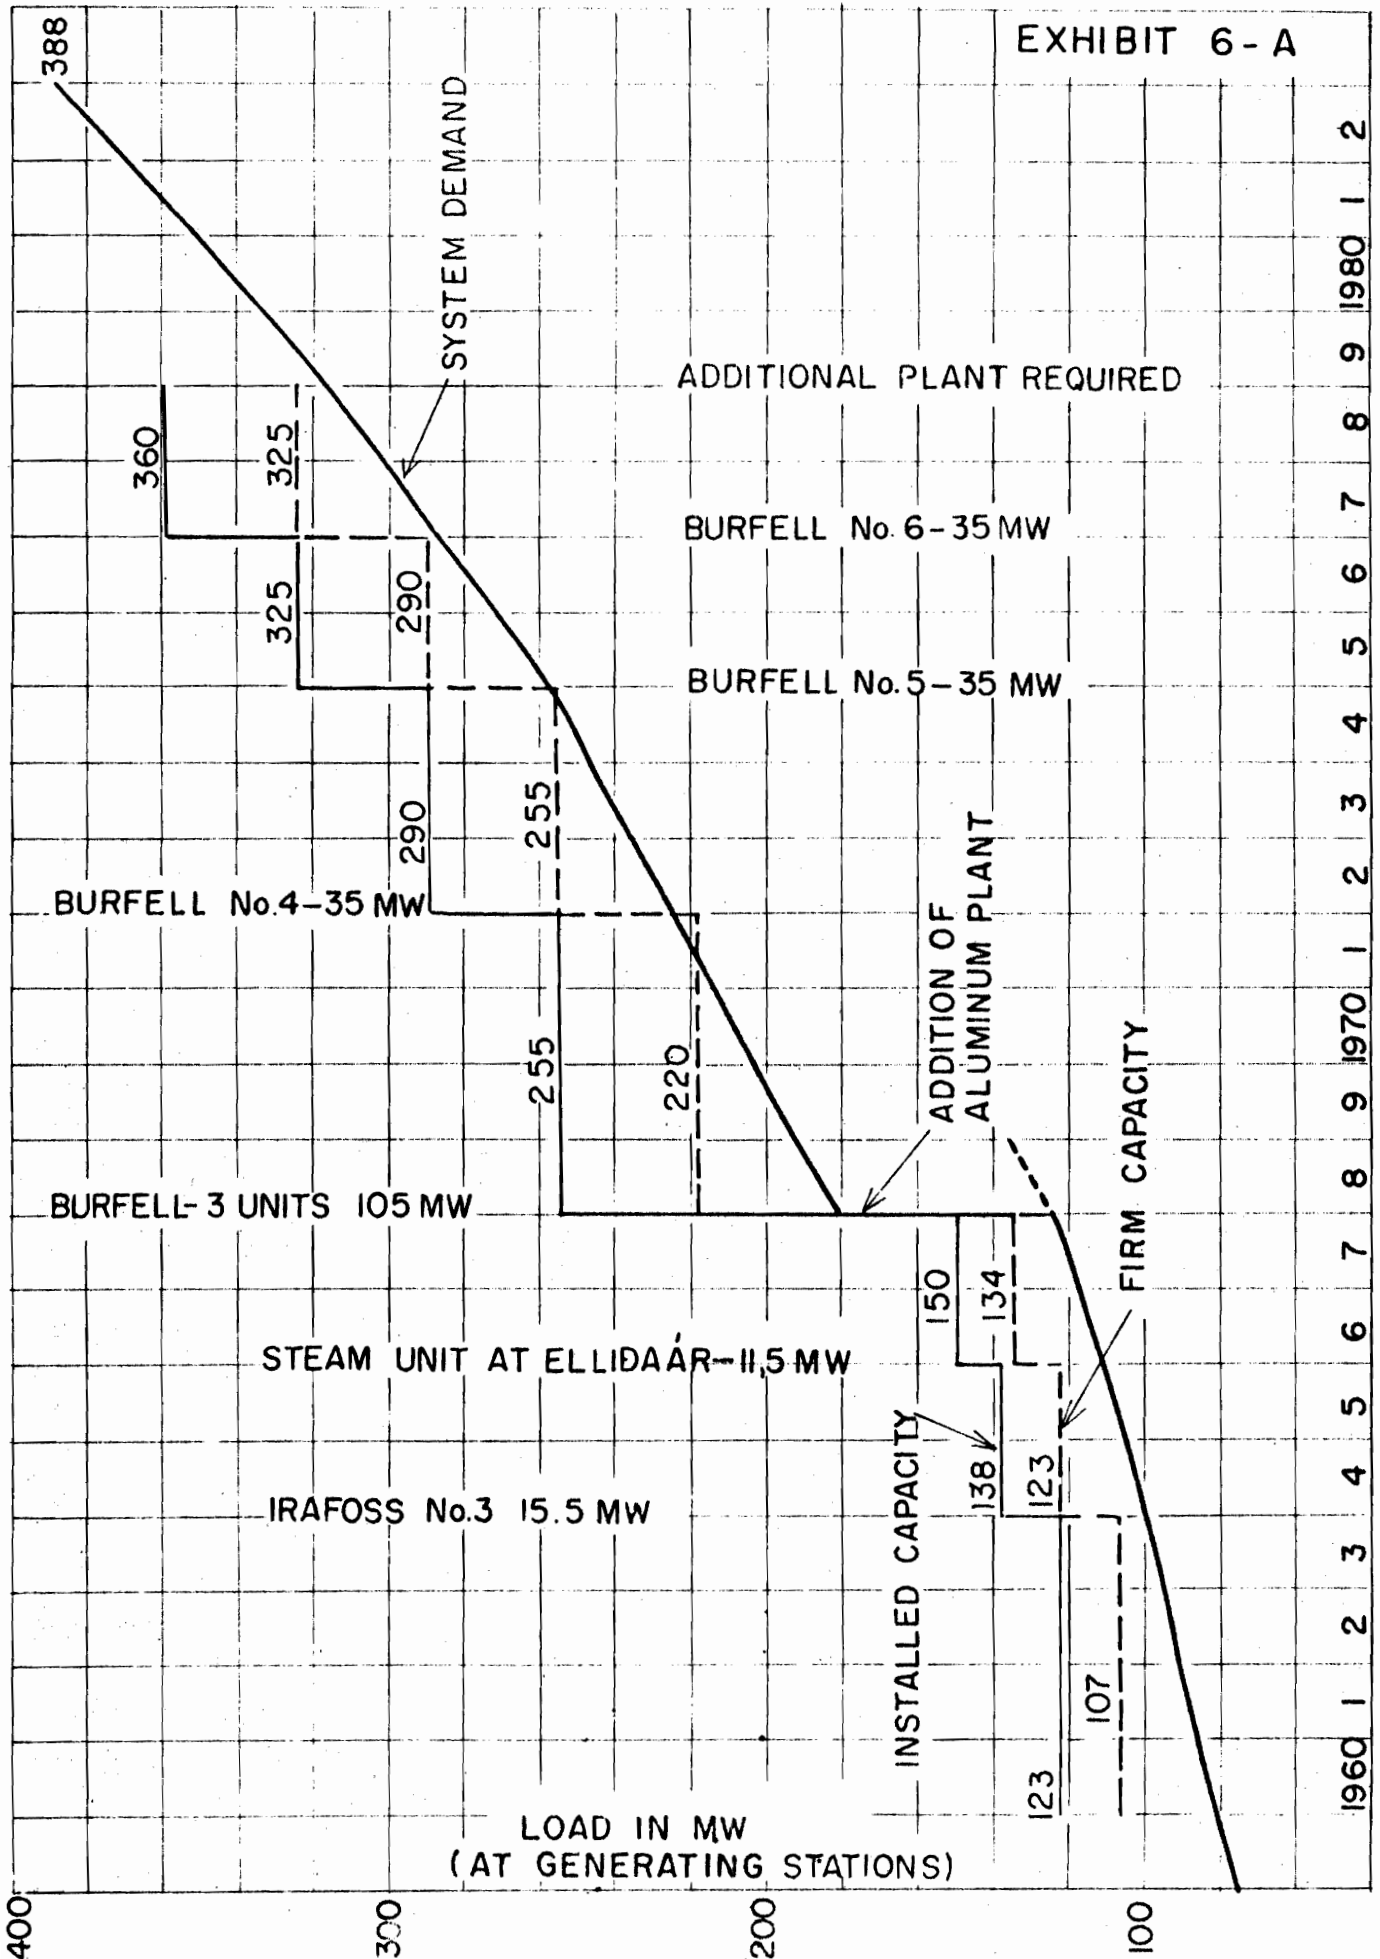 EXHIBIT 6-A
388
SYSTEM DEMAND
2
1
1980
9
ADDITIONAL PLANT REQUIRED
8
360
325
7
BURFELL No. 6-35 MW
6
325
290
5
BURFELL No. 5-35 MW
4
255
3
290
2
BURFELL No. 4-35 MW
ADDITION OF
ALUMINUM PLANT
1
1970
255
220
9
FIRM CAPACITY
8
BURFELL-3 UNITS 105 MW
7
150
134
6
STEAM UNIT AT ELLIDAÁR-11,5 MW
5
INSTALLED CAPACITY
138
123
4
IRAFOSS No. 3 15.5 MW
3
2
107
1
1960
123
LOAD IN MW
(AT GENERATING STATIONS)
400
300
200
100